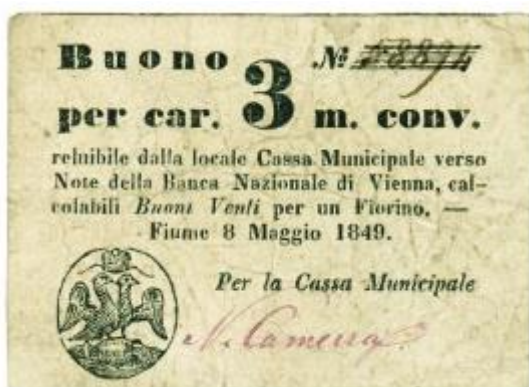 Buono 3 №
per car. m. conv.
reluibile dalla locale Cassa Municipale verso
Note della Banca Nazionale di Vienna, cal-
colabili Buoni Venti per un Fiorino. —
Fiume 8 Maggio 1849.
Per la Cassa Municipale